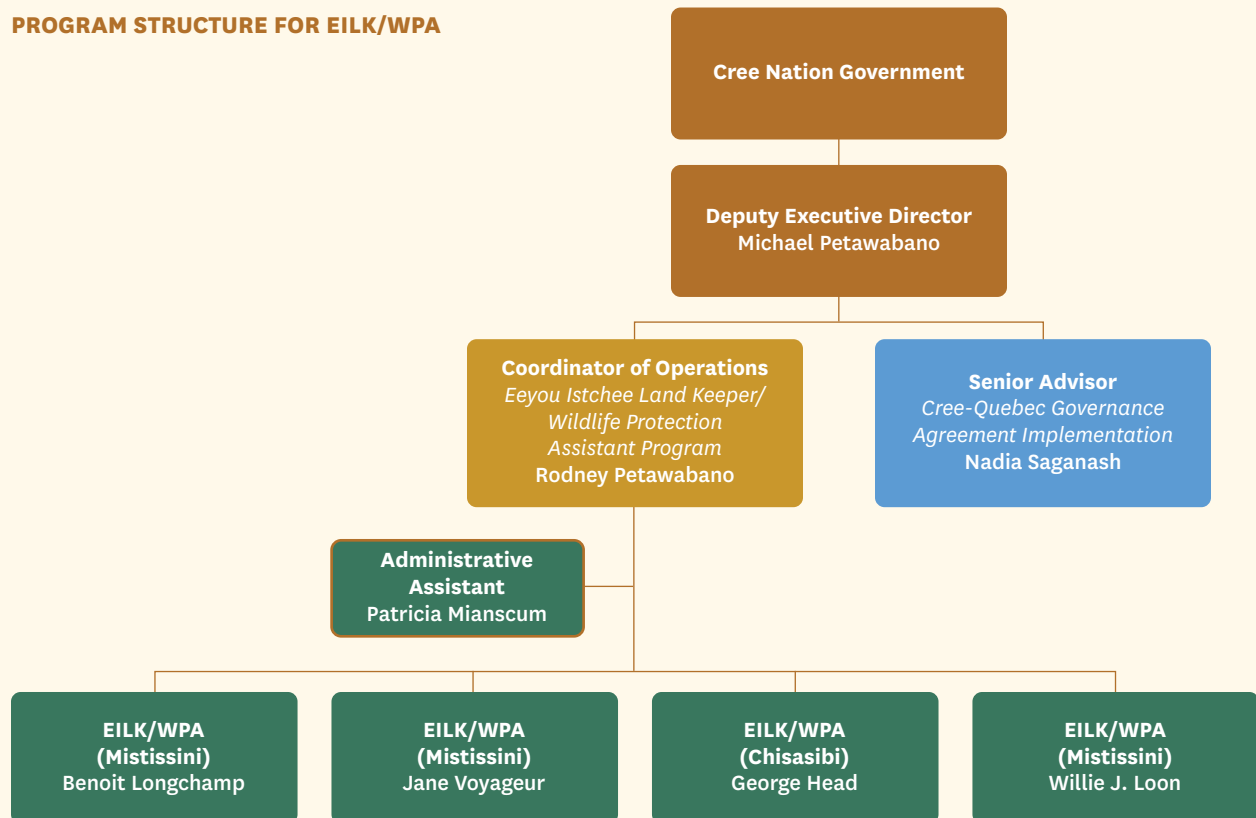 PROGRAM STRUCTURE FOR EILK/WPA
Cree Nation Government
Deputy Executive Director
Michael Petawabano
Coordinator of Operations
Eeyou Istchee Land Keeper/
Wildlife Protection
Assistant Program
Rodney Petawabano
Senior Advisor
Cree-Quebec Governance
Agreement Implementation
Nadia Saganash
Administrative
Assistant
Patricia Mianscum
EILK/WPA
(Mistissini)
Benoit Longchamp
EILK/WPA
(Mistissini)
Jane Voyageur
EILK/WPA
(Chisasibi)
George Head
EILK/WPA
(Mistissini)
Willie J. Loon